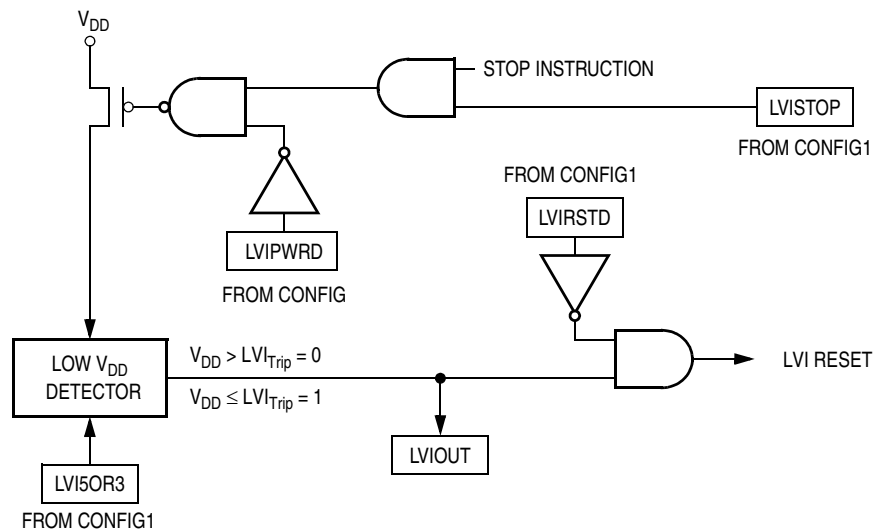 VDD
STOP INSTRUCTION
LVISTOP
FROM CONFIG1
FROM CONFIG1
LVIRSTD
LVIPWRD
FROM CONFIG
LOW VDD
DETECTOR
VDD > LVITrip = 0
VDD ≤ LVITrip = 1
LVI RESET
LVIOUT
LVI5OR3
FROM CONFIG1